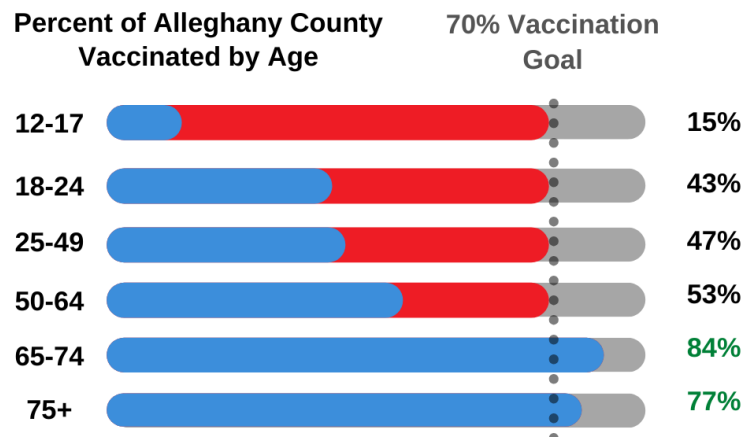 Percent of Alleghany County
Vaccinated by Age
70% Vaccination
Goal
12-17 15%
18-24 43%
25-49 47%
50-64 53%
65-74 84%
75+ 77%